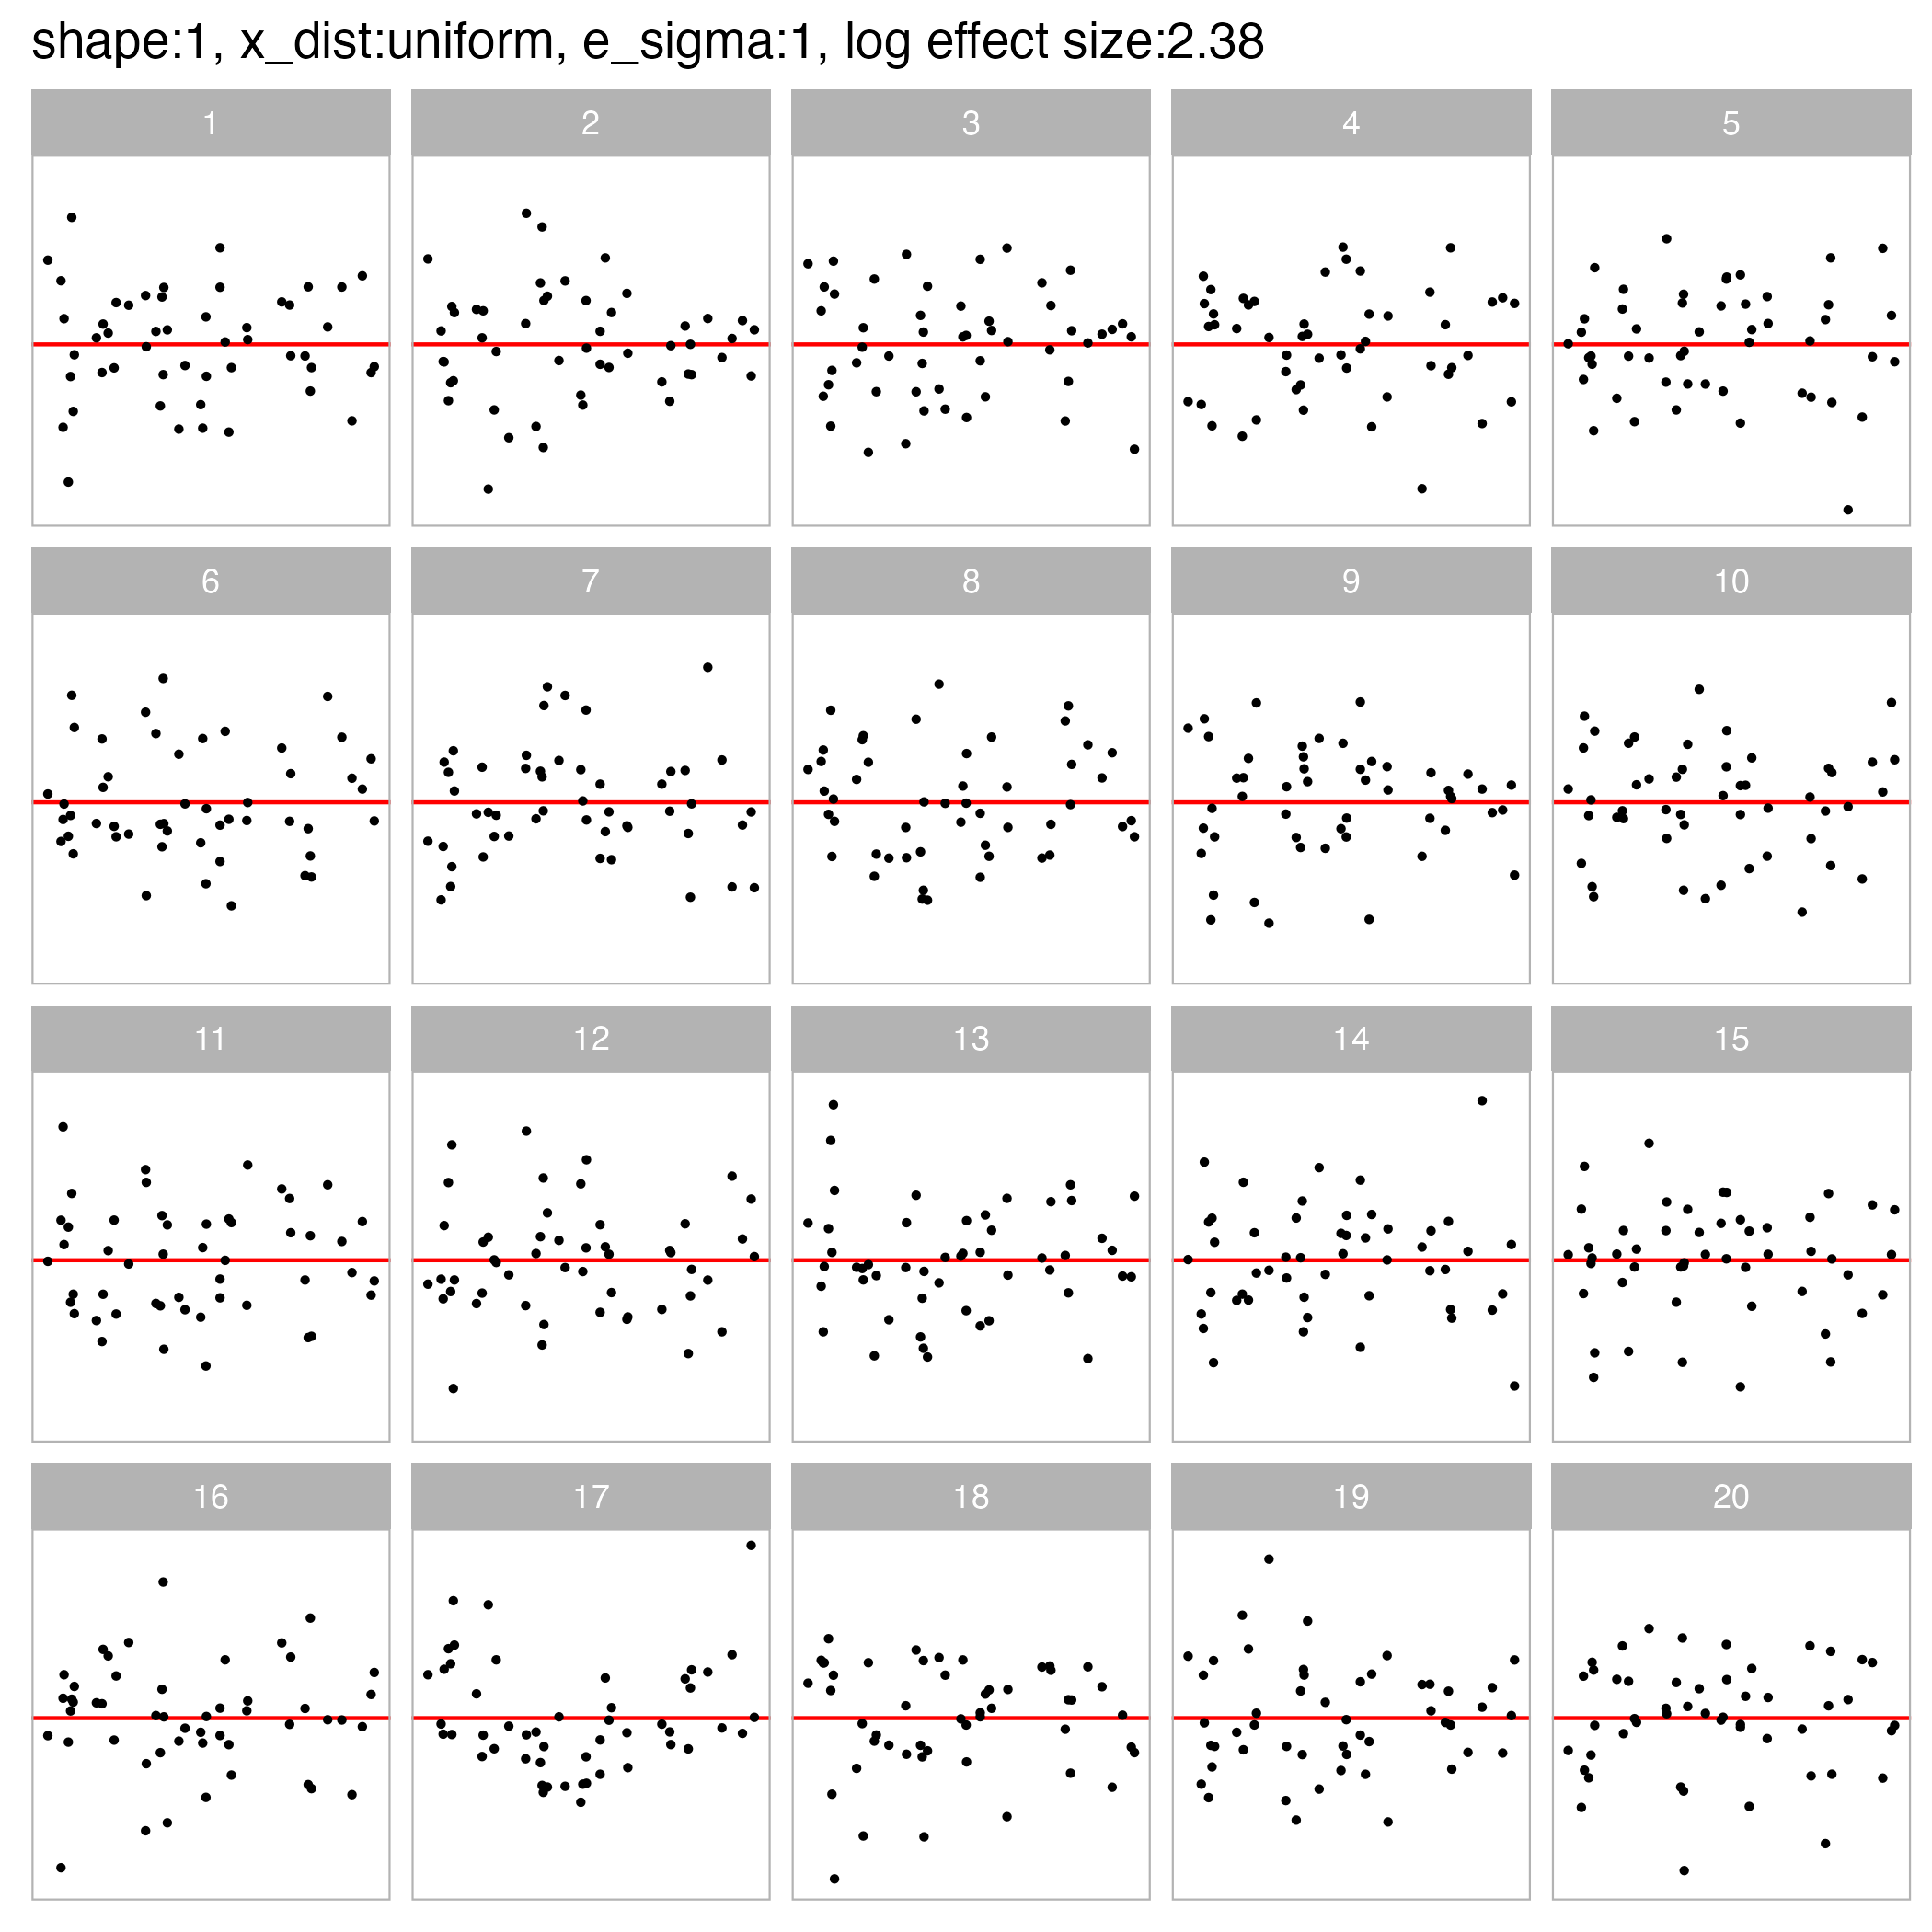 shape:1, x_dist:uniform, e_sigma:1, log effect size:2.38
1 2 3 4 5
6 7 8 9 10
11 12 13 14 15
16 17 18 19 20